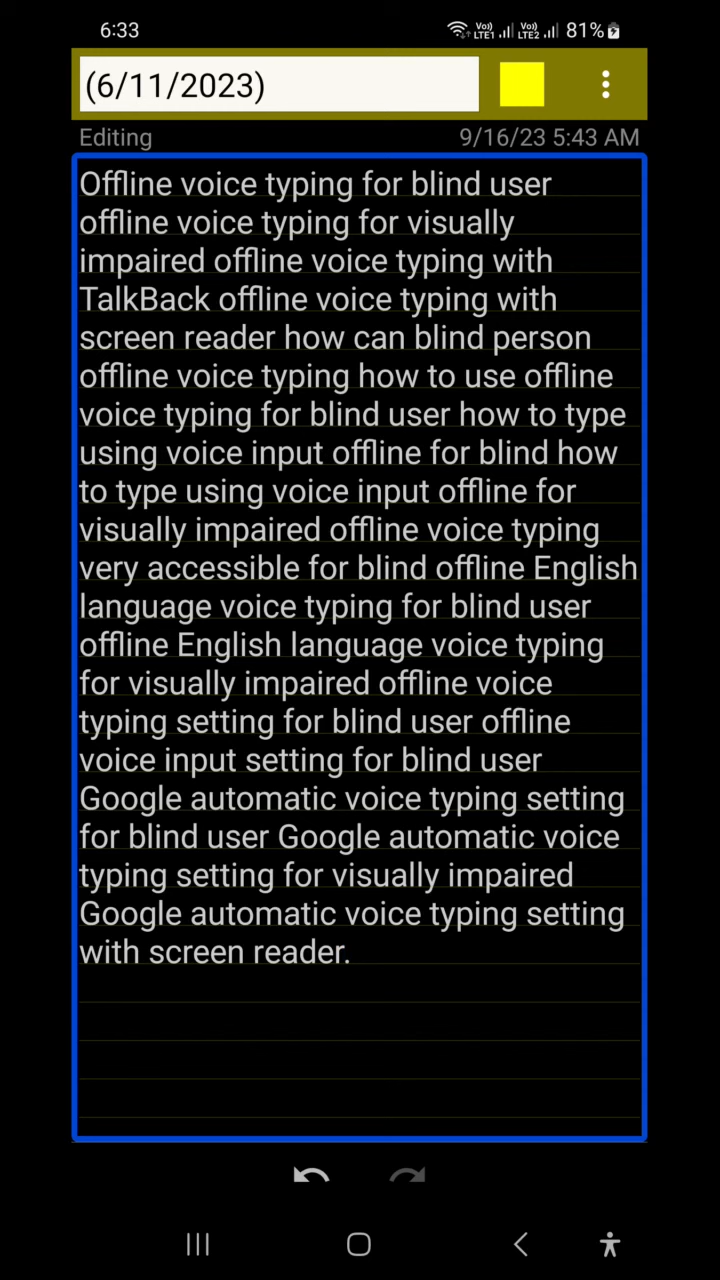 6:33
Vo)) LTE1 Vo)) LTE2 81%
(6/11/2023)
Editing 9/16/23 5:43 AM
Offline voice typing for blind user
offline voice typing for visually
impaired offline voice typing with
TalkBack offline voice typing with
screen reader how can blind person
offline voice typing how to use offline
voice typing for blind user how to type
using voice input offline for blind how
to type using voice input offline for
visually impaired offline voice typing
very accessible for blind offline English
language voice typing for blind user
offline English language voice typing
for visually impaired offline voice
typing setting for blind user offline
voice input setting for blind user
Google automatic voice typing setting
for blind user Google automatic voice
typing setting for visually impaired
Google automatic voice typing setting
with screen reader.